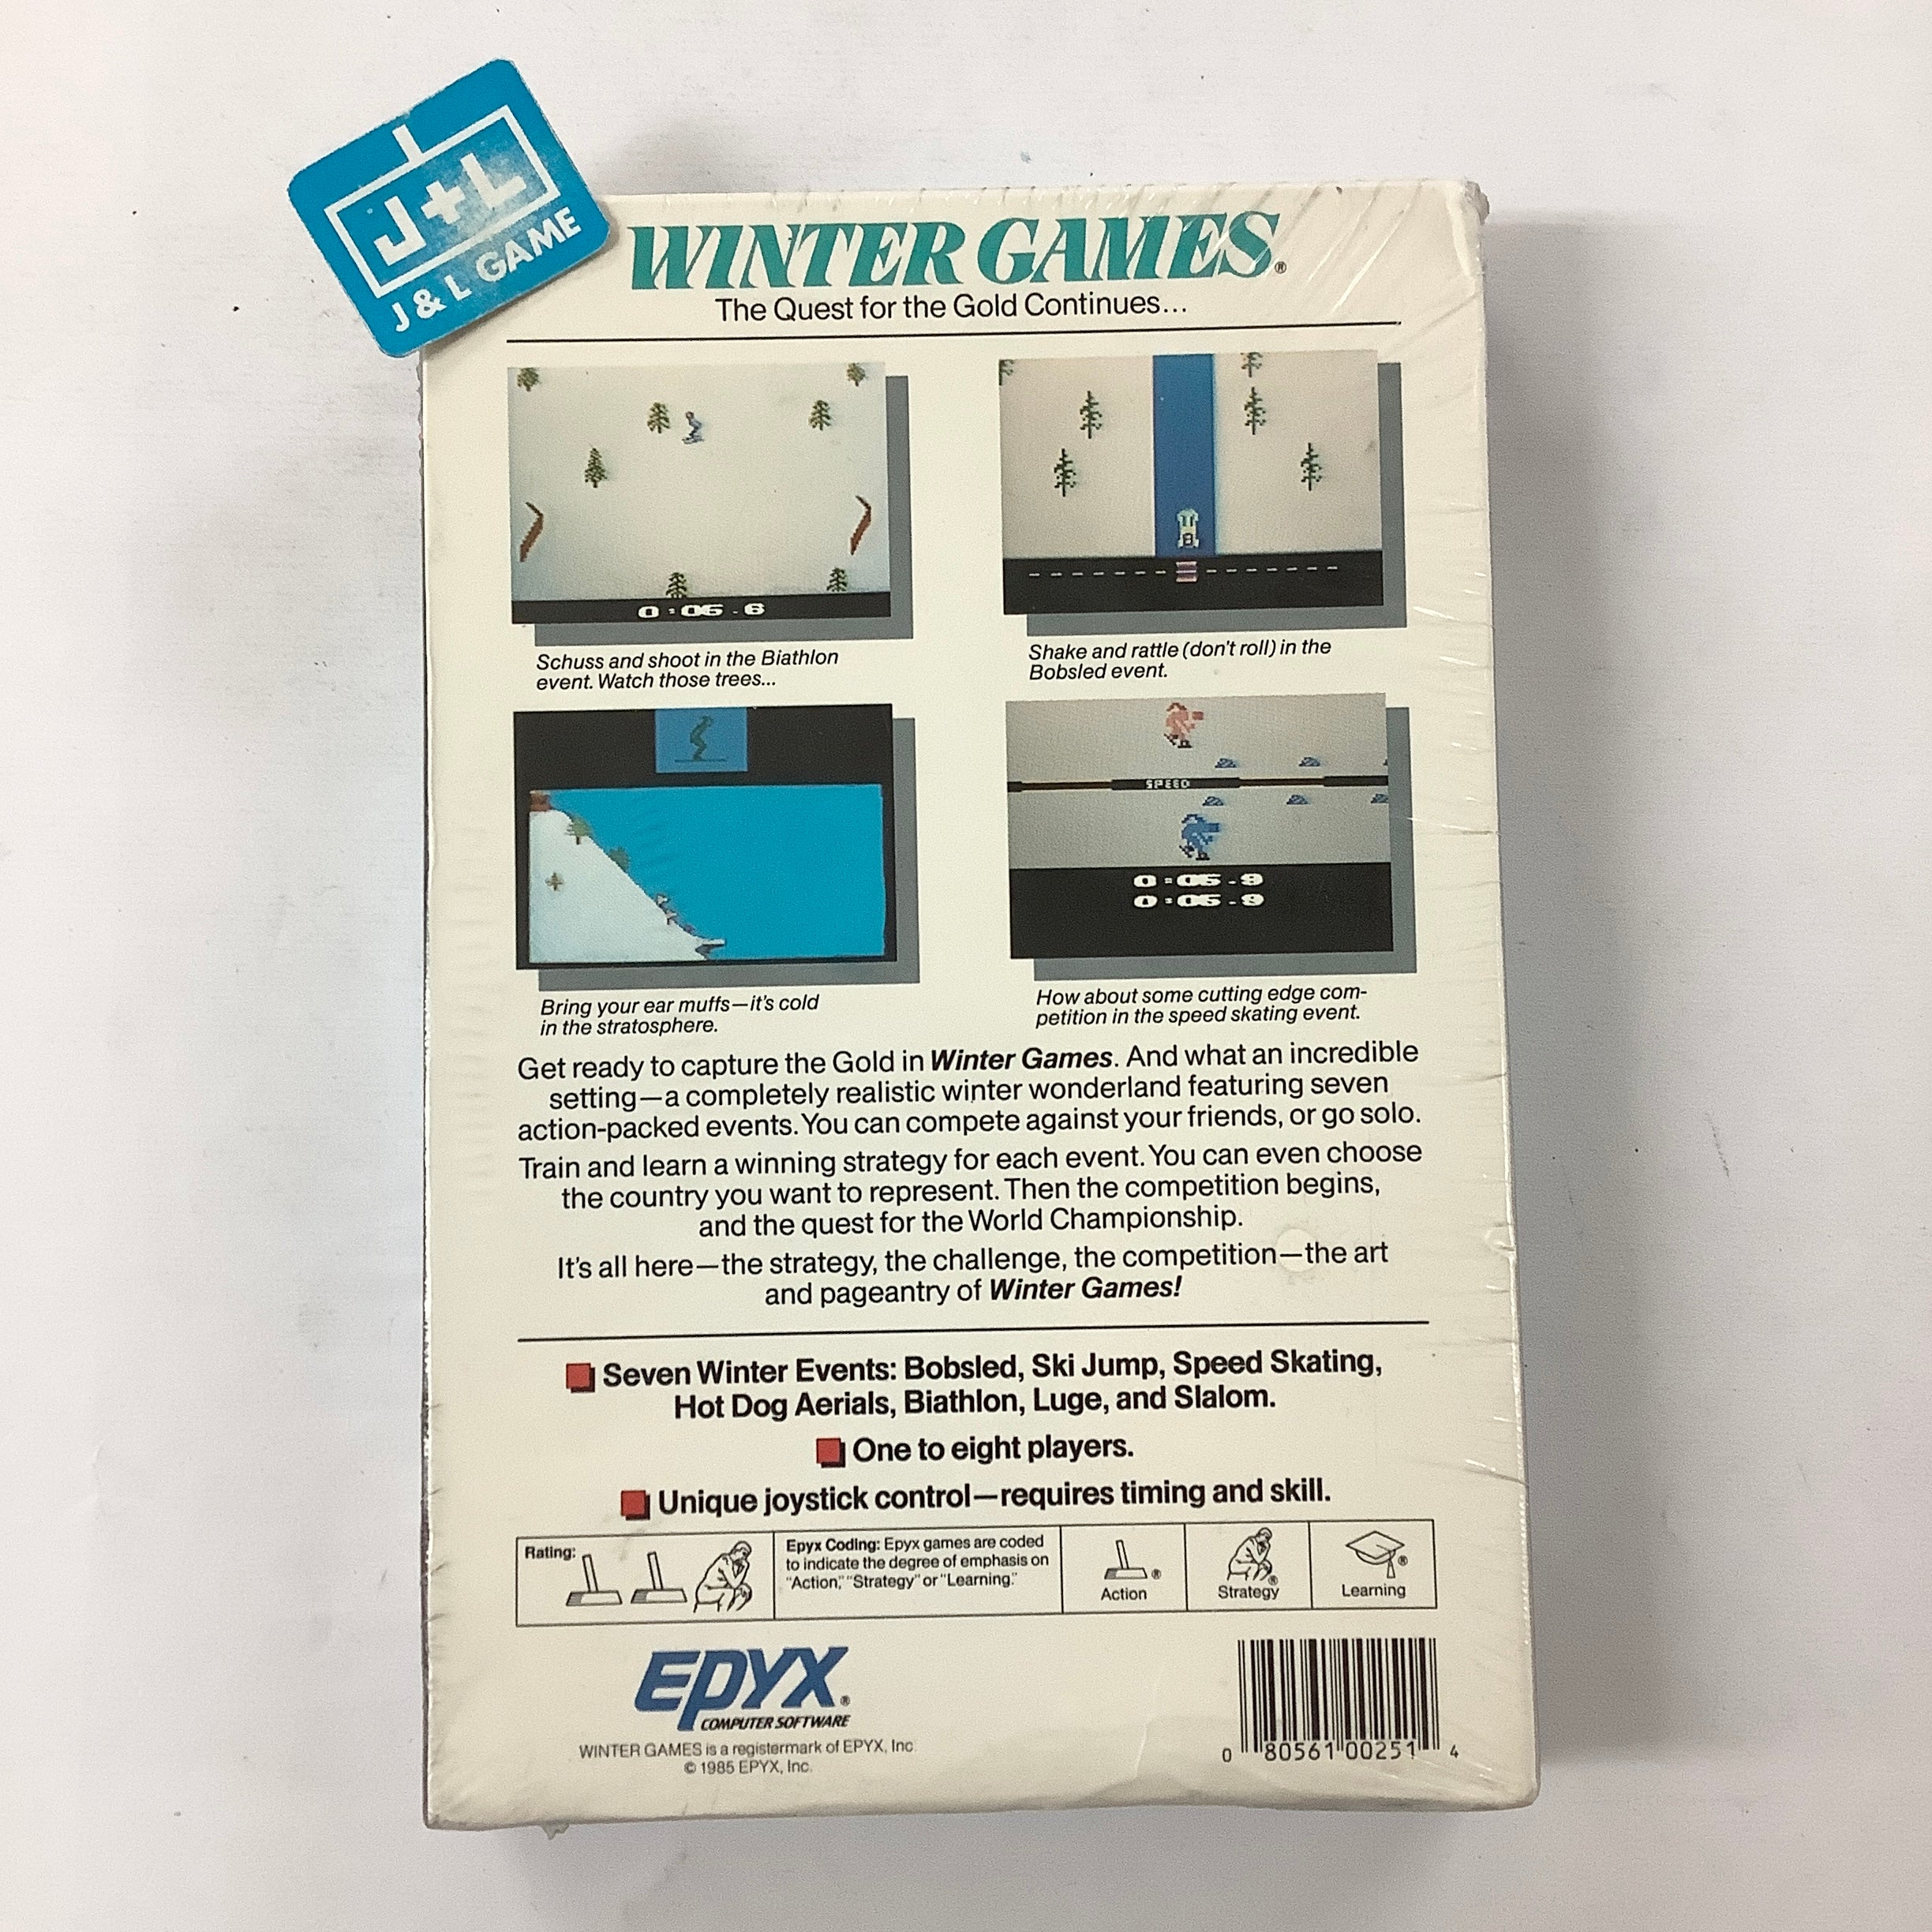 J+L
J & L GAME
WINTER GAMES®
The Quest for the Gold Continues...
0:06.6
Schuss and shoot in the Biathlon
event. Watch those trees...
B
Shake and rattle (don't roll) in the
Bobsled event.
Bring your ear muffs—it's cold
in the stratosphere.
SPEED
0:06.9
0:06.9
How about some cutting edge com-
petition in the speed skating event.
Get ready to capture the Gold in Winter Games. And what an incredible
setting—a completely realistic winter wonderland featuring seven
action-packed events. You can compete against your friends, or go solo.
Train and learn a winning strategy for each event. You can even choose
the country you want to represent. Then the competition begins,
and the quest for the World Championship.
It's all here—the strategy, the challenge, the competition—the art
and pageantry of Winter Games!
Seven Winter Events: Bobsled, Ski Jump, Speed Skating,
Hot Dog Aerials, Biathlon, Luge, and Slalom.
One to eight players.
Unique joystick control—requires timing and skill.
Rating:
Epyx Coding: Epyx games are coded
to indicate the degree of emphasis on
"Action," "Strategy" or "Learning."
®
Action
®
Strategy
®
Learning
EPYX®
COMPUTER SOFTWARE
WINTER GAMES is a registermark of EPYX, Inc.
© 1985 EPYX, Inc.
0 80561 00251 4